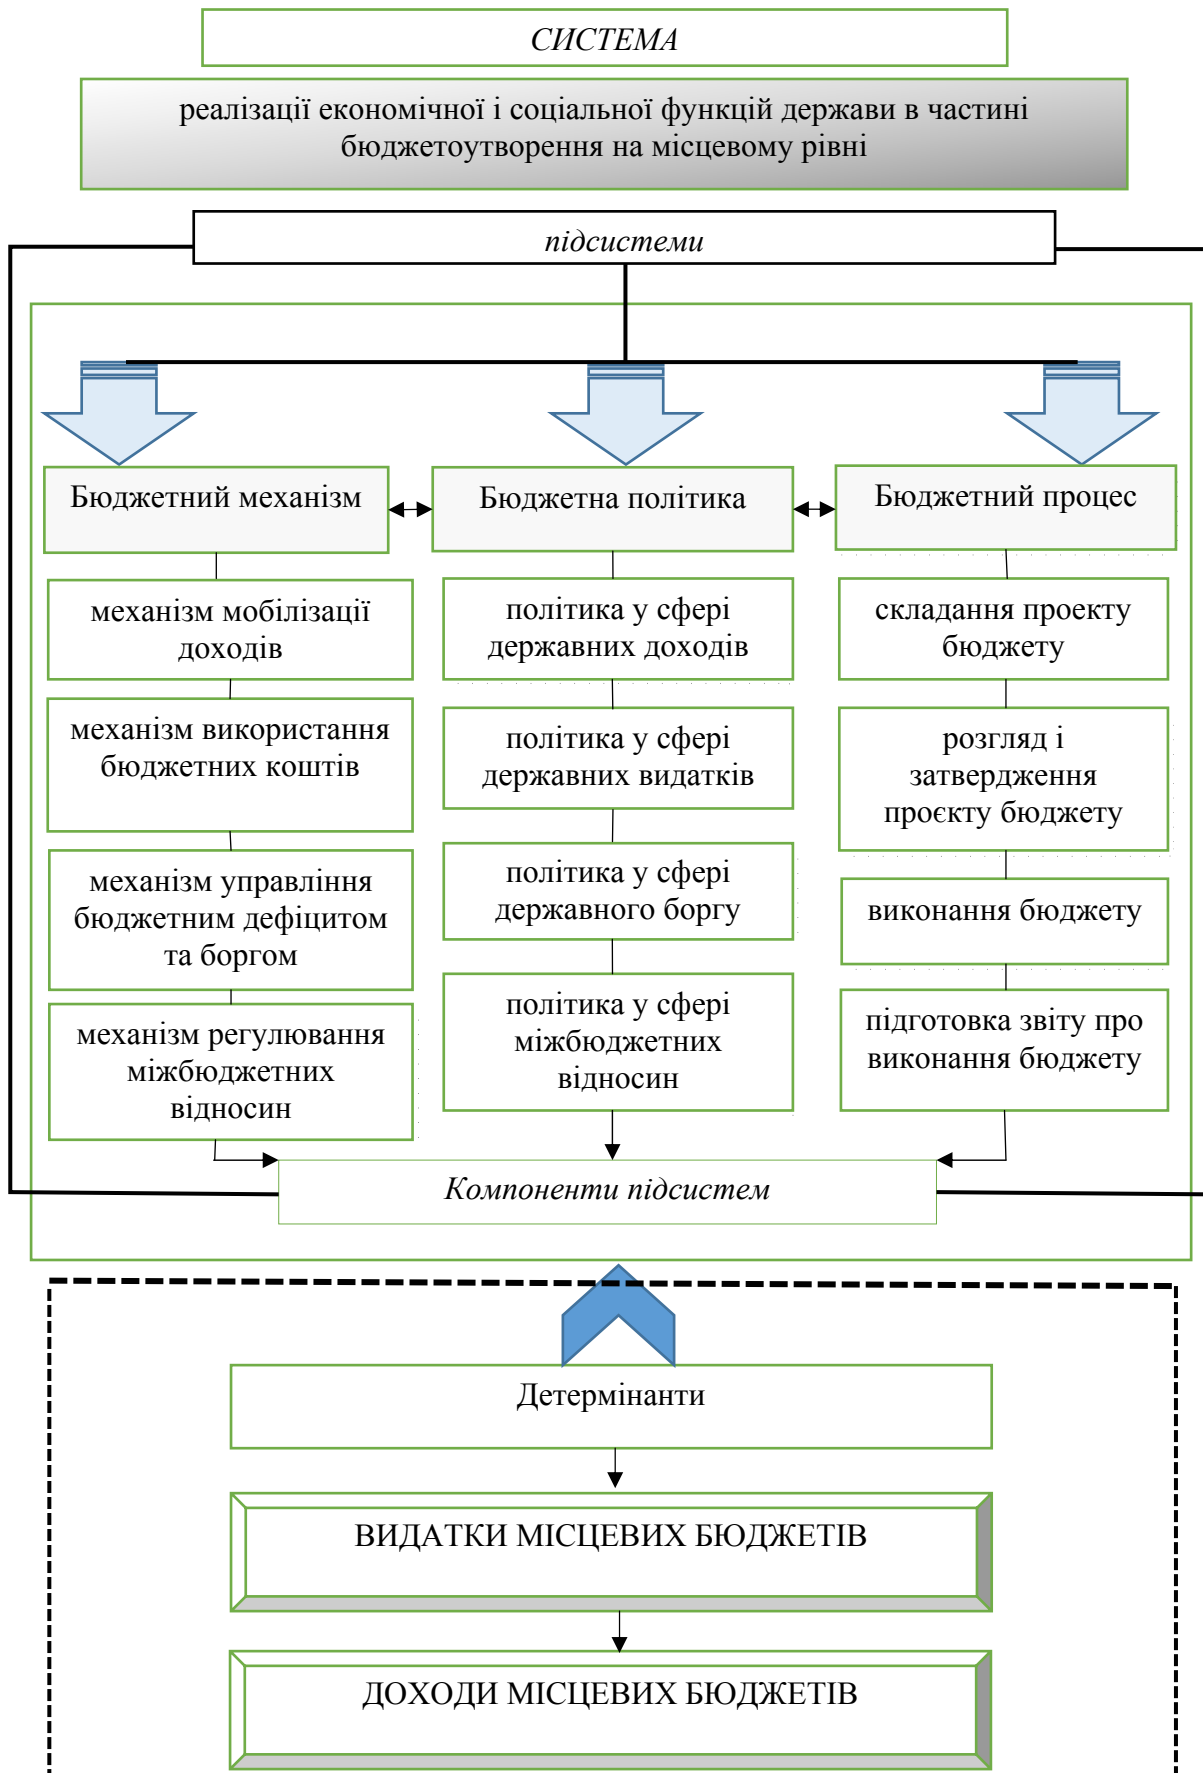 СИСТЕМА
реалізації економічної і соціальної функцій держави в частині
бюджетоутворення на місцевому рівні
підсистеми
Бюджетний механізм
Бюджетна політика
Бюджетний процес
механізм мобілізації
доходів
механізм використання
бюджетних коштів
механізм управління
бюджетним дефіцитом
та боргом
механізм регулювання
міжбюджетних
відносин
політика у сфері
державних доходів
політика у сфері
державних видатків
політика у сфері
державного боргу
політика у сфері
міжбюджетних
відносин
складання проекту
бюджету
розгляд і
затвердження
проєкту бюджету
виконання бюджету
підготовка звіту про
виконання бюджету
Компоненти підсистем
Детермінанти
ВИДАТКИ МІСЦЕВИХ БЮДЖЕТІВ
ДОХОДИ МІСЦЕВИХ БЮДЖЕТІВ